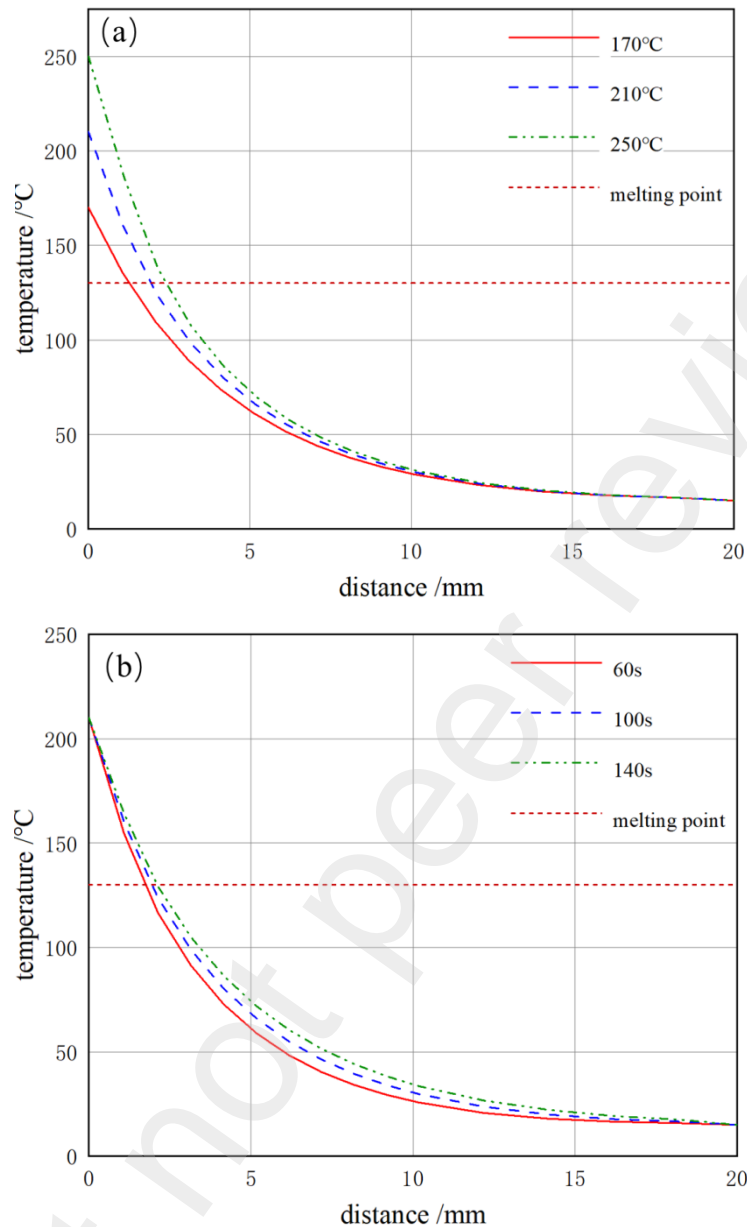 (a)
170℃
210℃
250℃
melting point
250
200
150
100
50
0
temperature /℃
0 5 10 15 20
distance /mm
(b)
60s
100s
140s
melting point
250
200
150
100
50
0
temperature /℃
0 5 10 15 20
distance /mm
not peer revie